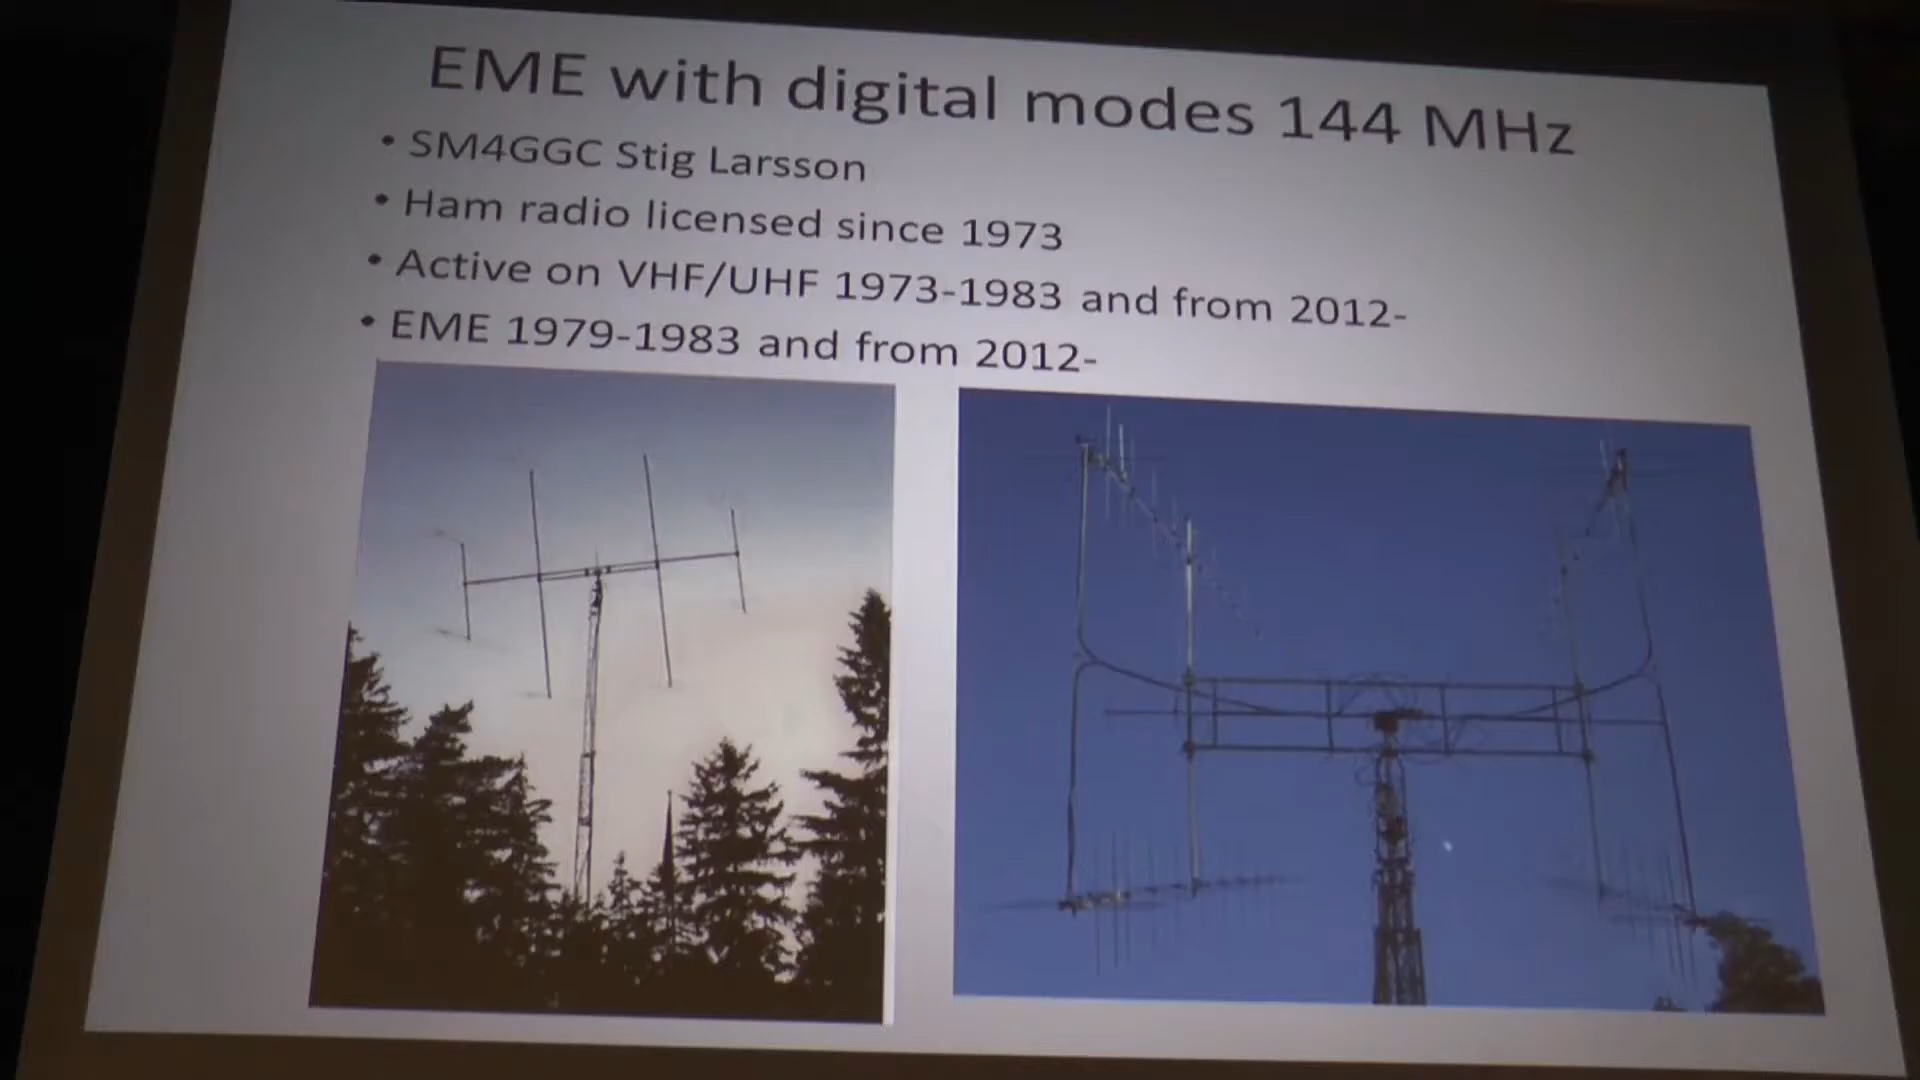 EME with digital modes 144 MHz
• SM4GGC Stig Larsson
• Ham radio licensed since 1973
• Active on VHF/UHF 1973-1983 and from 2012-
• EME 1979-1983 and from 2012-